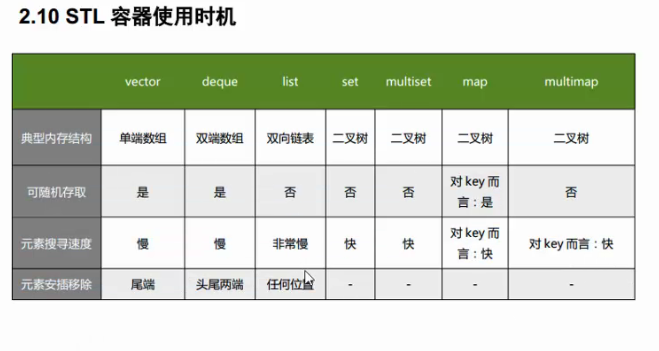 2.10 STL 容器使用时机
vector deque list set multiset map multimap
典型内存结构 单端数组 双端数组 双向链表 二叉树 二叉树 二叉树 二叉树
可随机存取 是 是 否 否 否 对 key 而言：是 否
元素搜寻速度 慢 慢 非常慢 快 快 对 key 而言：快 对 key 而言：快
元素安插移除 尾端 头尾两端 任何位置 - - - -